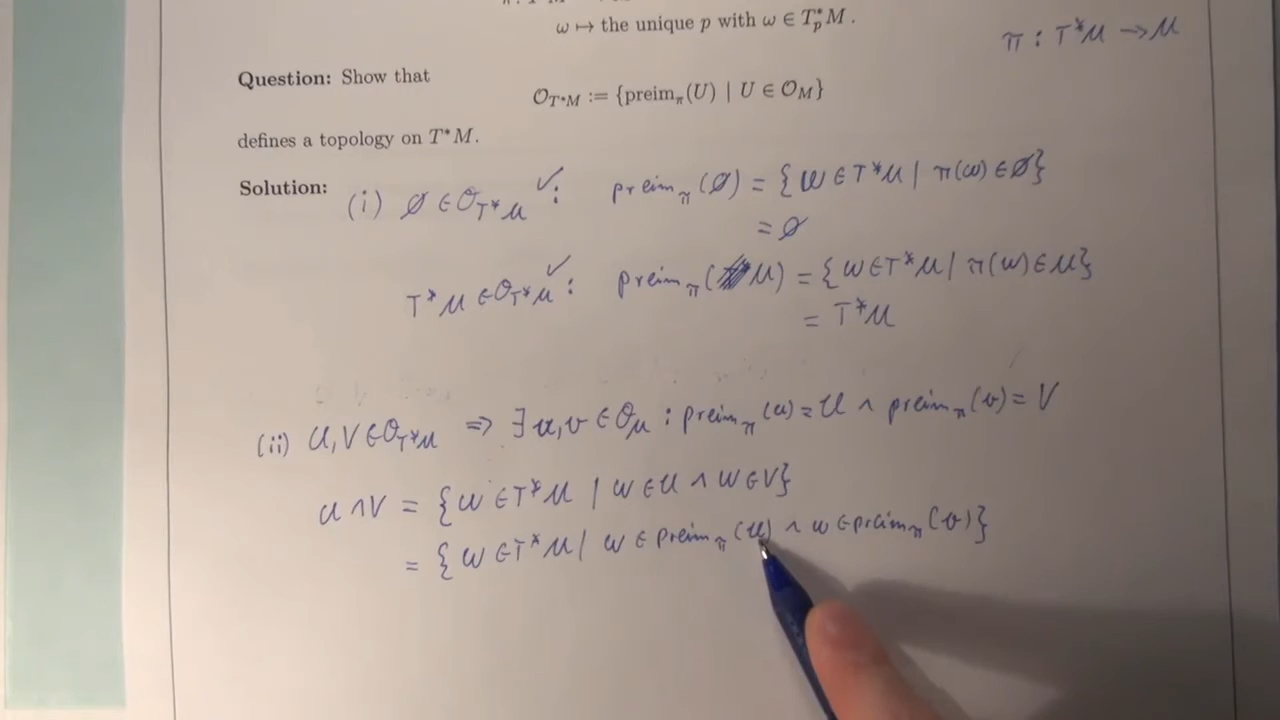 ω ↦ the unique p with ω ∈ T*ₚM .
π : T*M → M
Question: Show that
𝒪_{T*M} := {preim_π(U) | U ∈ 𝒪_M}
defines a topology on T*M.
Solution: (i) ∅ ∈ 𝒪_{T*M} ✓ : preim_π(∅) = {ω ∈ T*M | π(ω) ∈ ∅}
= ∅
T*M ∈ 𝒪_{T*M} ✓ : preim_π(M) = {ω ∈ T*M | π(ω) ∈ M}
= T*M
(ii) U, V ∈ 𝒪_{T*M} ⇒ ∃ u, v ∈ 𝒪_M : preim_π(u) = U ∧ preim_π(v) = V
U ∩ V = {ω ∈ T*M | ω ∈ U ∧ ω ∈ V}
= {ω ∈ T*M | ω ∈ preim_π(u) ∧ ω ∈ preim_π(v)}